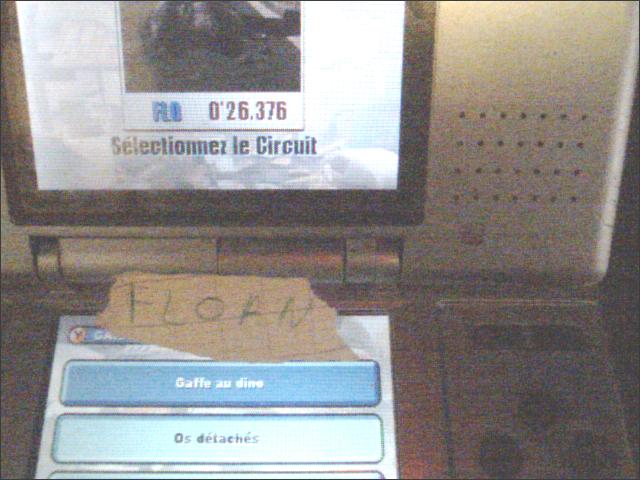 FLO 0'26.376
Sélectionnez le Circuit
FLOAN
Y
Gaffe au dino
Os détachés